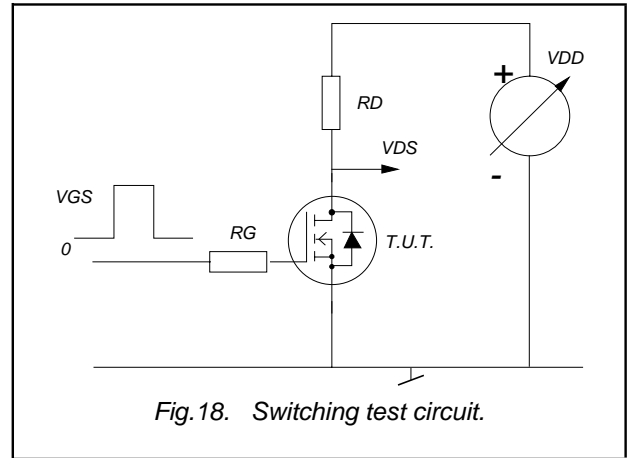 +
VDD
RD
VDS
-
VGS
0
RG
T.U.T.
Fig.18. Switching test circuit.